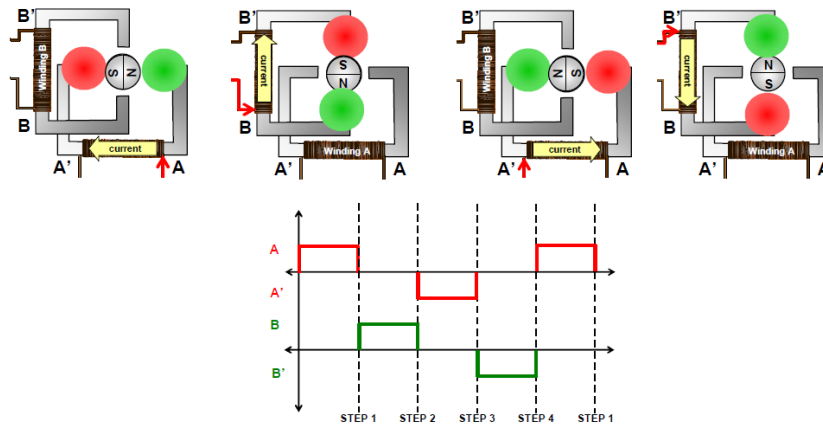 B'
Winding B
S
N
B
current
A'
A
B'
current
S
N
B
Winding A
A'
A
B'
Winding B
N
S
B
current
A'
A
B'
current
N
S
B
Winding A
A'
A
A
A'
B
B'
STEP 1
STEP 2
STEP 3
STEP 4
STEP 1